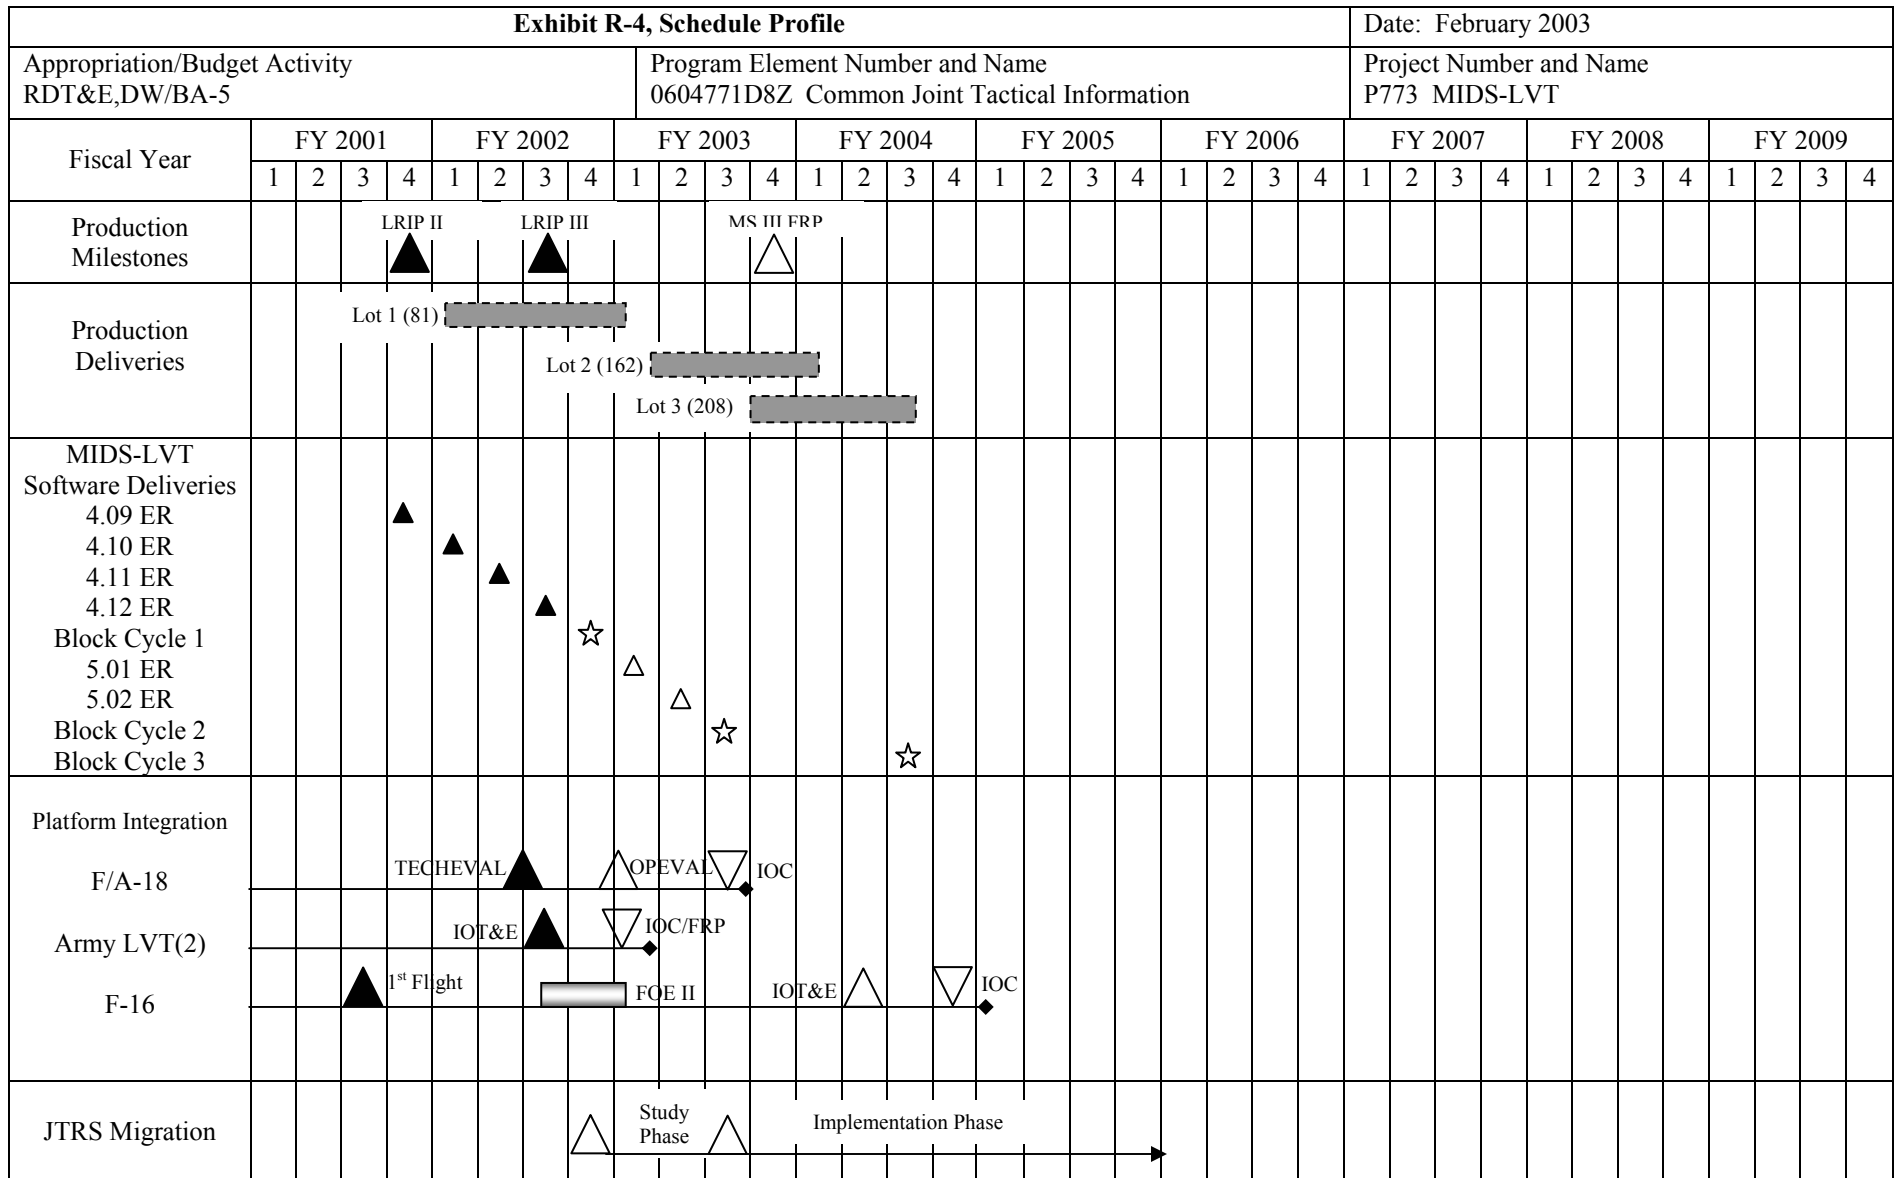 Exhibit R-4, Schedule Profile
Date: February 2003
Appropriation/Budget Activity
RDT&E,DW/BA-5
Program Element Number and Name
0604771D8Z Common Joint Tactical Information
Project Number and Name
P773 MIDS-LVT
Fiscal Year
FY 2001 FY 2002 FY 2003 FY 2004 FY 2005 FY 2006 FY 2007 FY 2008 FY 2009
1 2 3 4 1 2 3 4 1 2 3 4 1 2 3 4 1 2 3 4 1 2 3 4 1 2 3 4 1 2 3 4 1 2 3 4
Production
Milestones
LRIP II LRIP III MS III FRP
Production
Deliveries
Lot 1 (81)
Lot 2 (162)
Lot 3 (208)
MIDS-LVT
Software Deliveries
4.09 ER
4.10 ER
4.11 ER
4.12 ER
Block Cycle 1
5.01 ER
5.02 ER
Block Cycle 2
Block Cycle 3
Platform Integration
F/A-18
TECHEVAL OPEVAL IOC
Army LVT(2)
IOT&E IOC/FRP
F-16
1st Flight FOE II IOT&E IOC
JTRS Migration
Study
Phase
Implementation Phase